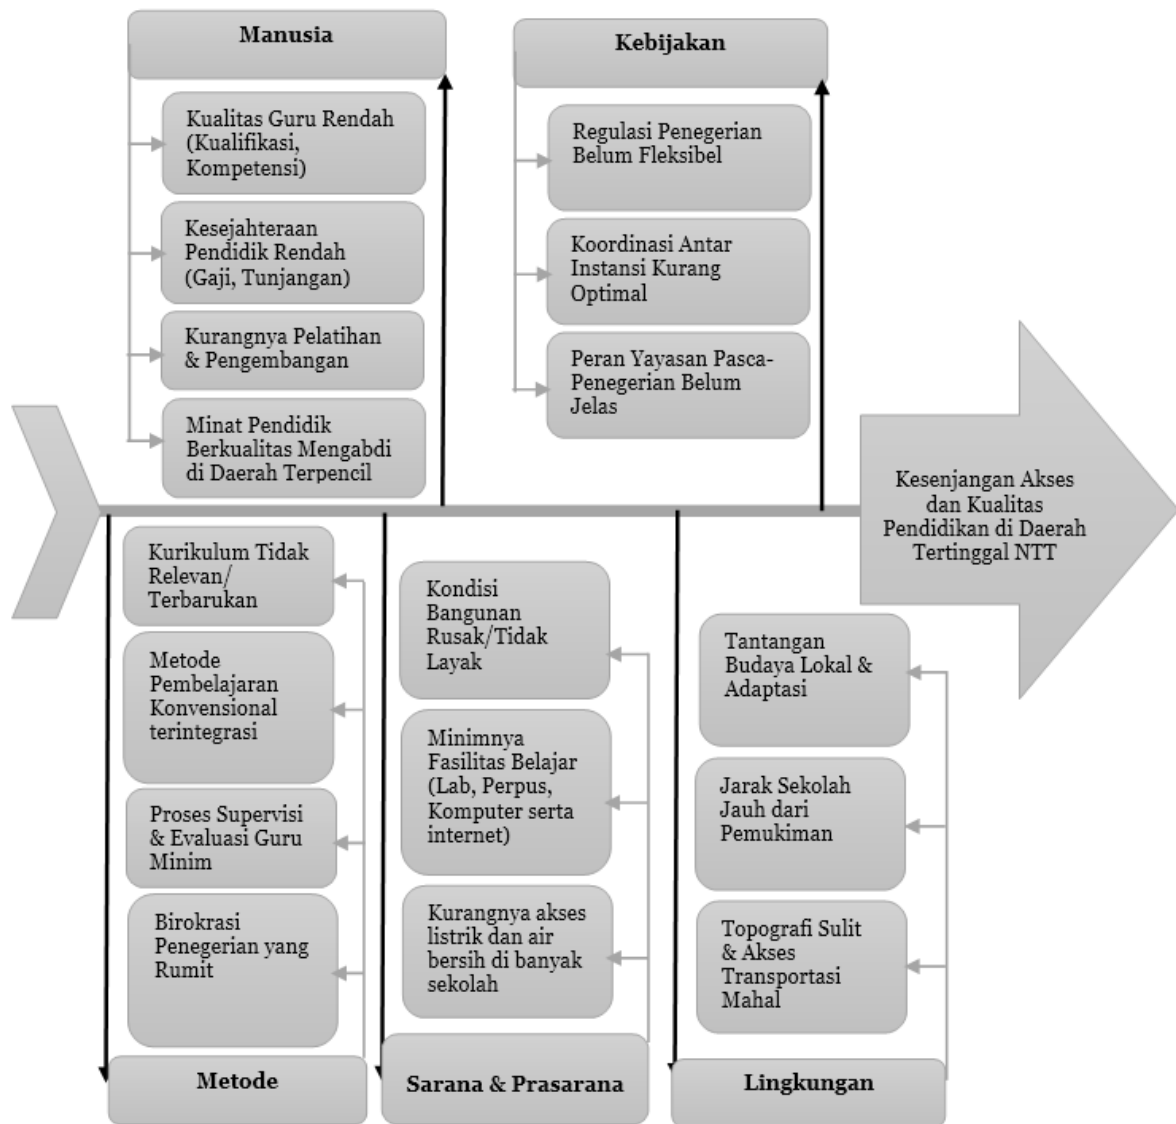 Manusia
Kualitas Guru Rendah
(Kualifikasi,
Kompetensi)
Kesejahteraan
Pendidik Rendah
(Gaji, Tunjangan)
Kurangnya Pelatihan
& Pengembangan
Minat Pendidik
Berkualitas Mengabdi
di Daerah Terpencil
Kebijakan
Regulasi Penegerian
Belum Fleksibel
Koordinasi Antar
Instansi Kurang
Optimal
Peran Yayasan Pasca-
Penegerian Belum
Jelas
Kesenjangan Akses
dan Kualitas
Pendidikan di Daerah
Tertinggal NTT
Kurikulum Tidak
Relevan/
Terbarukan
Metode
Pembelajaran
Konvensional
terintegrasi
Proses Supervisi
& Evaluasi Guru
Minim
Birokrasi
Penegerian yang
Rumit
Metode
Kondisi
Bangunan
Rusak/Tidak
Layak
Minimnya
Fasilitas Belajar
(Lab, Perpus,
Komputer serta
internet)
Kurangnya akses
listrik dan air
bersih di banyak
sekolah
Sarana & Prasarana
Tantangan
Budaya Lokal &
Adaptasi
Jarak Sekolah
Jauh dari
Pemukiman
Topografi Sulit
& Akses
Transportasi
Mahal
Lingkungan